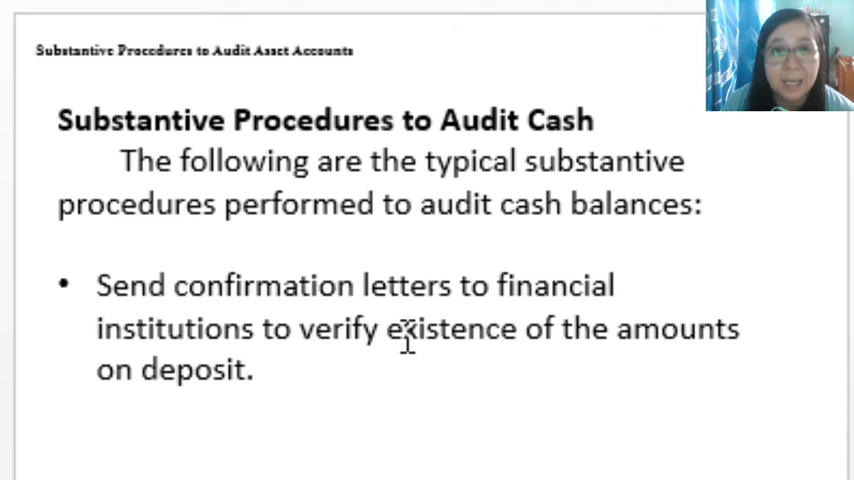 Substantive Procedures to Audit Asset Accounts
Substantive Procedures to Audit Cash
The following are the typical substantive
procedures performed to audit cash balances:
• Send confirmation letters to financial
institutions to verify existence of the amounts
on deposit.